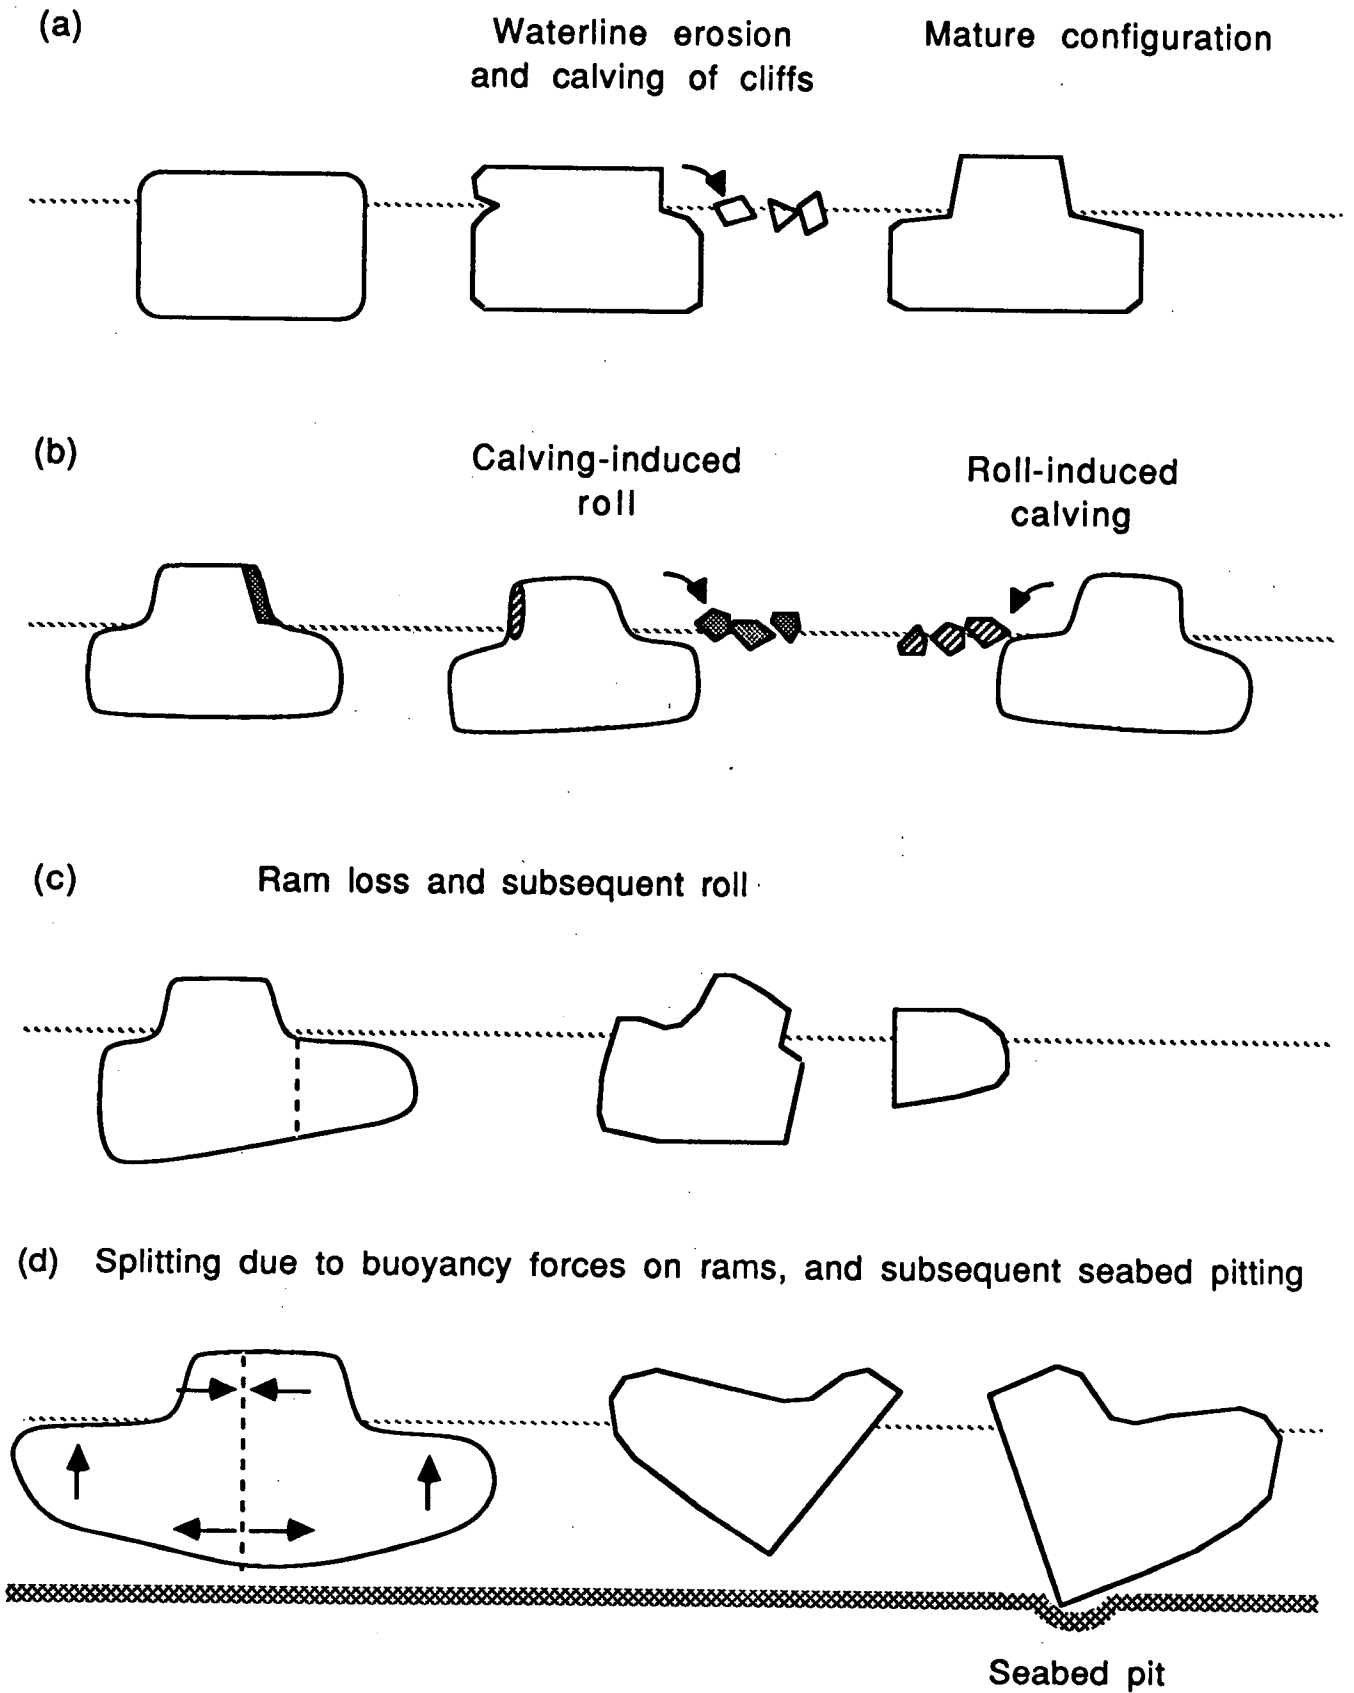 (a)
Waterline erosion
and calving of cliffs
Mature configuration
(b)
Calving-induced
roll
Roll-induced
calving
(c) Ram loss and subsequent roll
(d) Splitting due to buoyancy forces on rams, and subsequent seabed pitting
Seabed pit